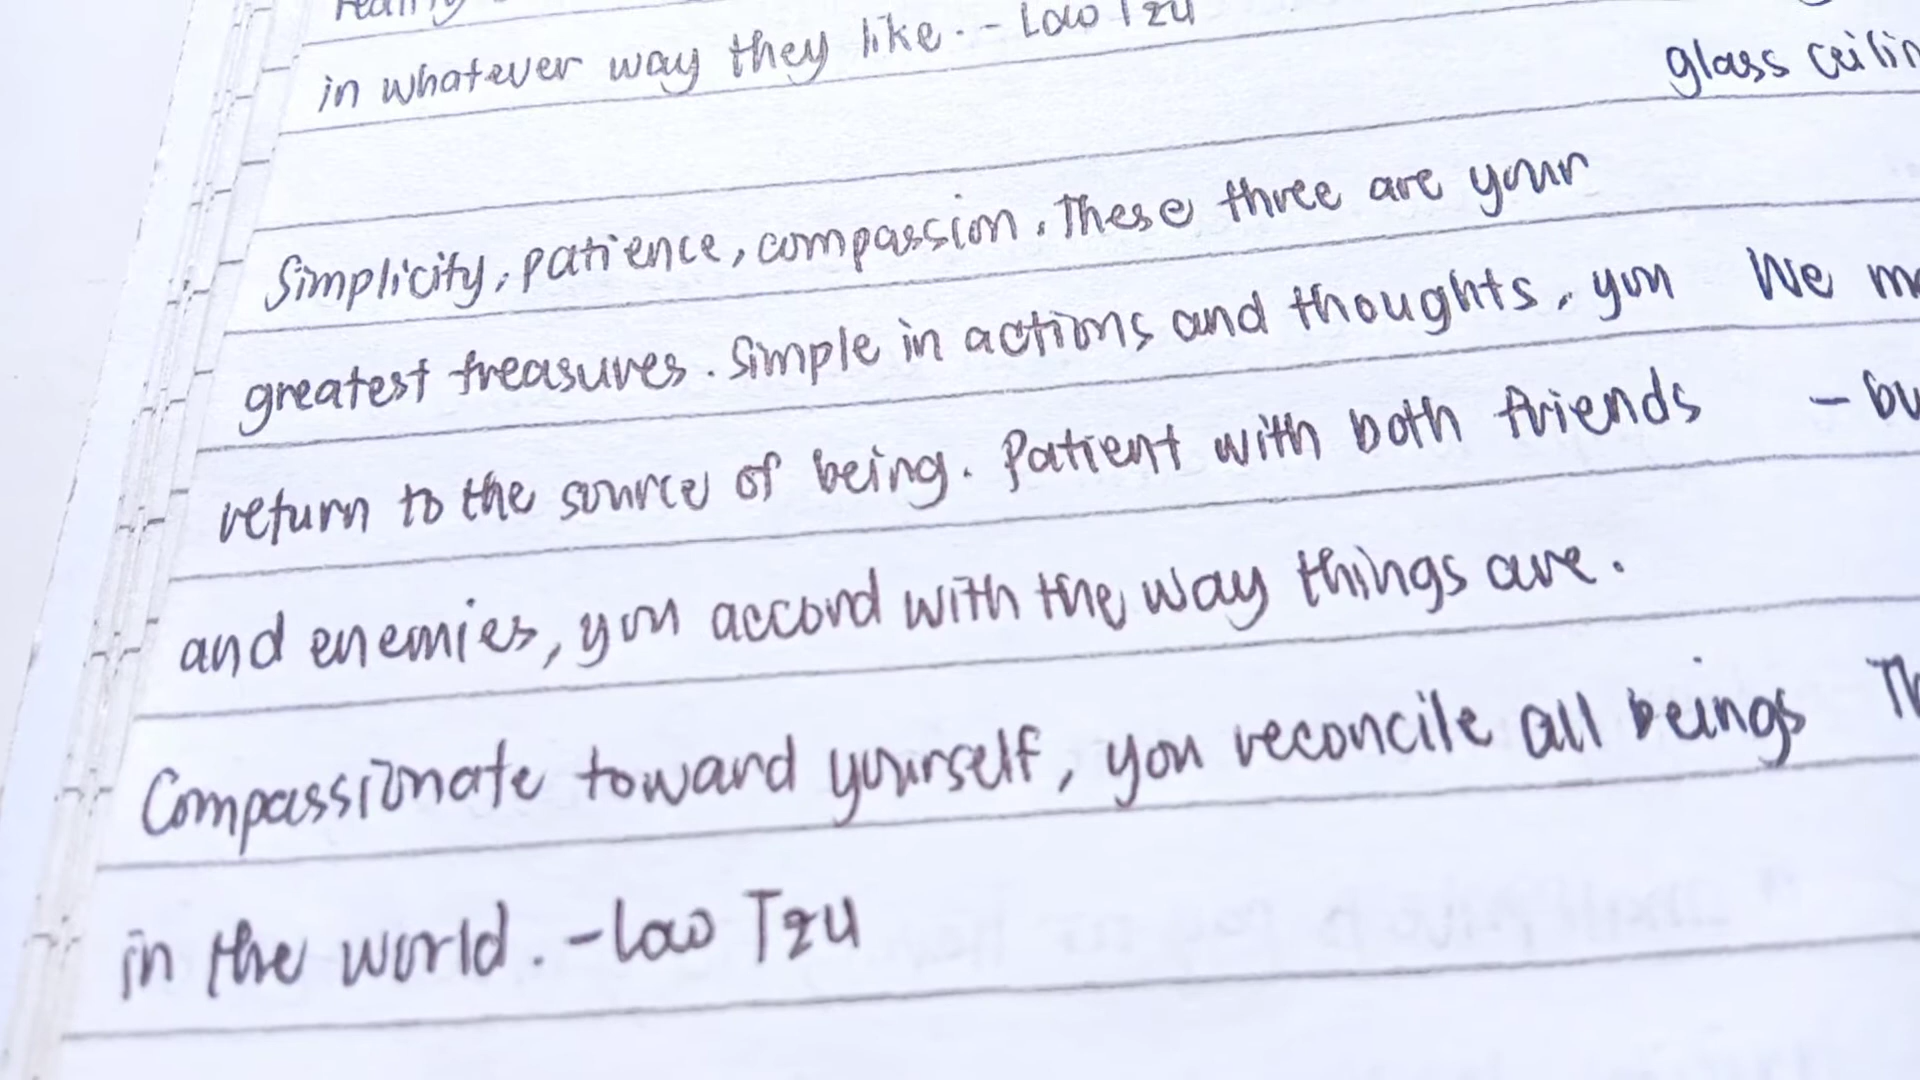 in whatever way they like. - Lao Tzu
glass
Simplicity, patience, compassion. These three are your
greatest treasures. Simple in actions and thoughts, you
return to the source of being. Patient with both friends
and enemies, you accord with the way things are.
Compassionate toward yourself, you reconcile all beings
in the world. - Lao Tzu
We